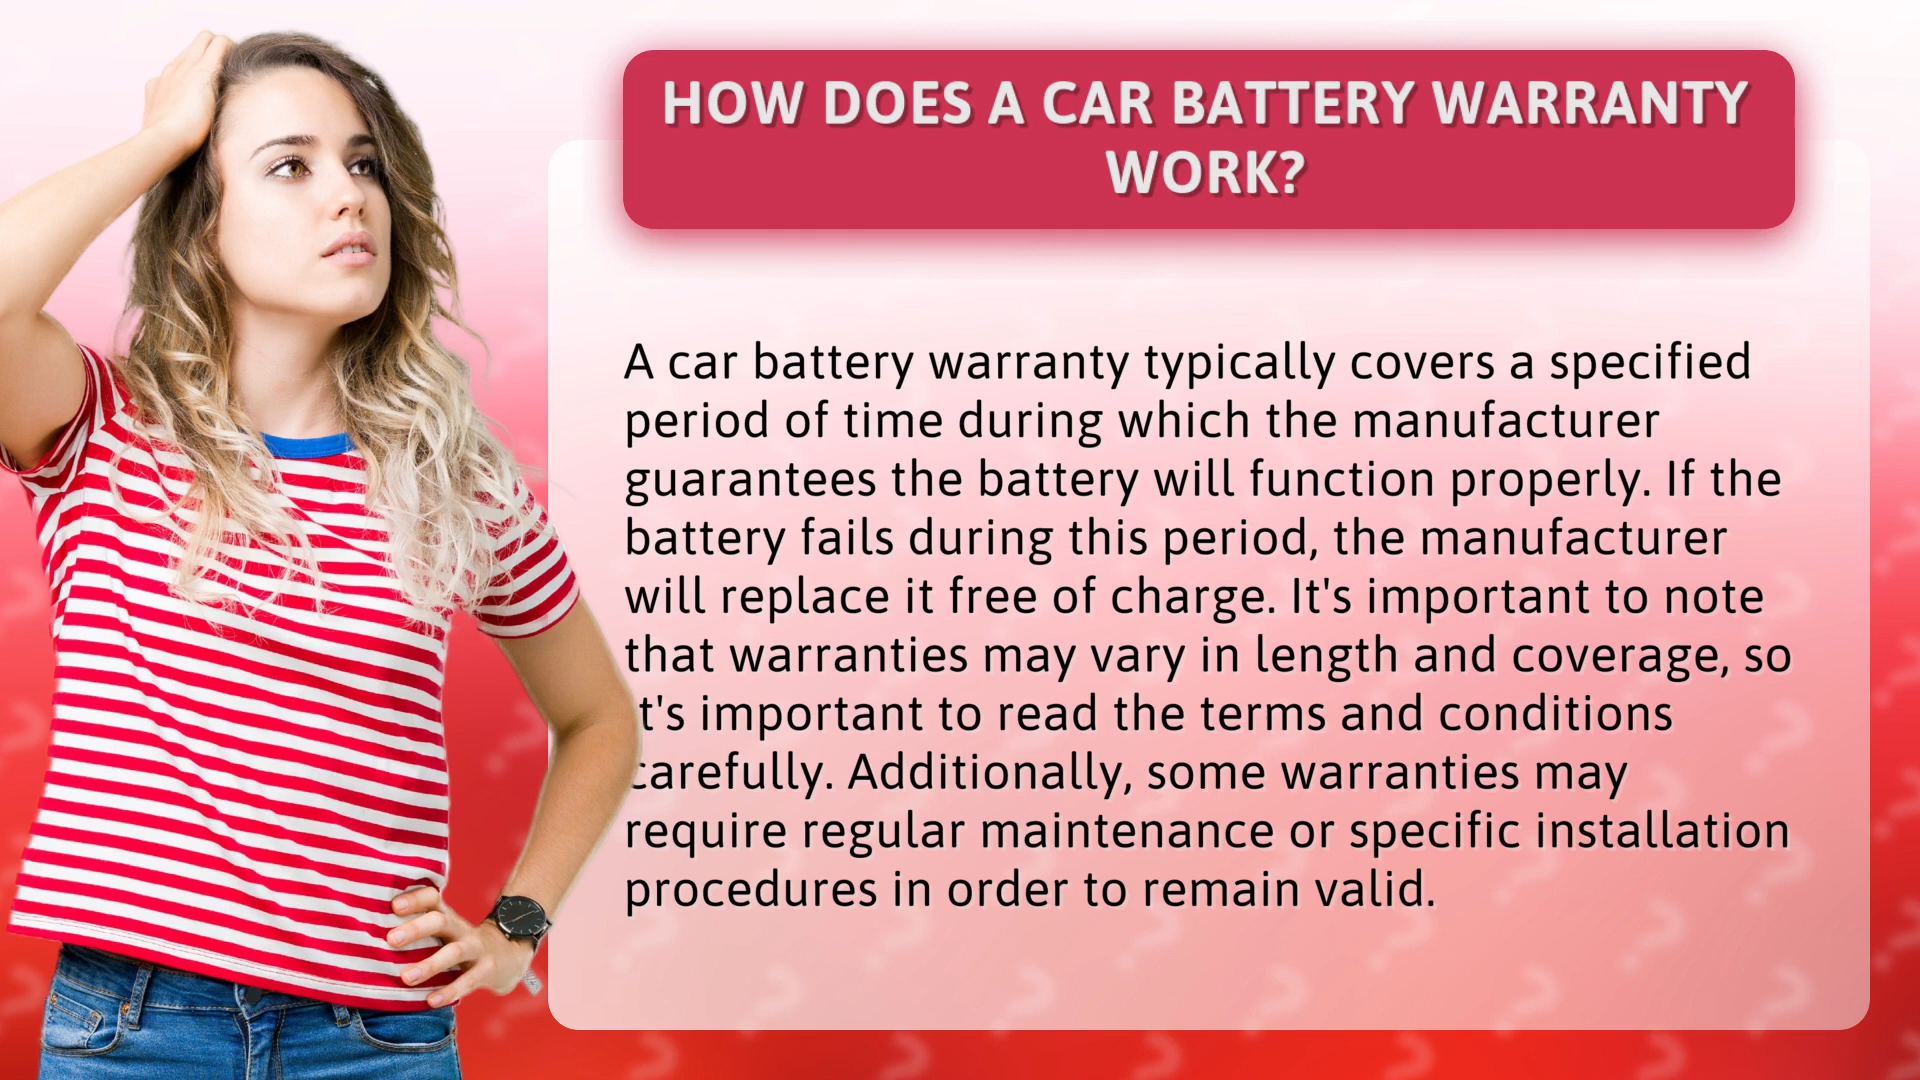 HOW DOES A CAR BATTERY WARRANTY
WORK?
A car battery warranty typically covers a specified
period of time during which the manufacturer
guarantees the battery will function properly. If the
battery fails during this period, the manufacturer
will replace it free of charge. It's important to note
that warranties may vary in length and coverage, so
it's important to read the terms and conditions
carefully. Additionally, some warranties may
require regular maintenance or specific installation
procedures in order to remain valid.